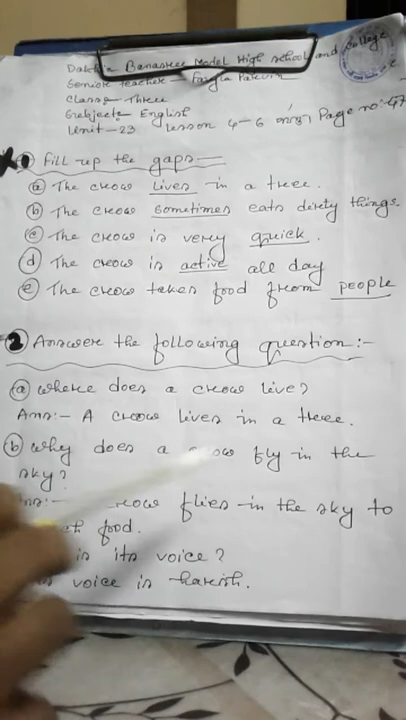 Banasree Model High school and college
Senior teacher — Parvin
Class — Three
Subject English
Unit-23 Lesson 4-6 Page no: 47
① Fill up the gaps:—
ⓐ The crow lives in a tree.
ⓑ The crow sometimes eats dirty things.
ⓒ The crow is very quick.
ⓓ The crow is active all day
ⓔ The crow takes food from people
② Answer the following question:-
ⓐ where does a crow live?
Ans:- A crow lives in a tree.
ⓑ why does a fly in the
sky?
flies in the sky to
food.
is its voice?
voice is harsh.